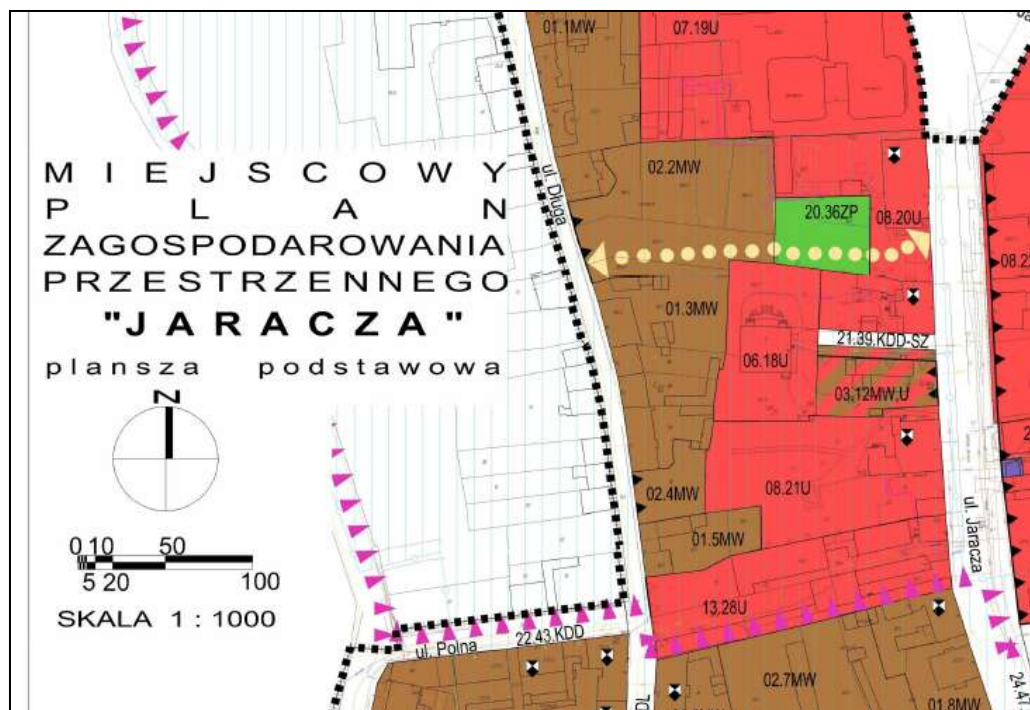 MIEJSCOWY
PLAN
ZAGOSPODAROWANIA
PRZESTRZENNEGO
"JARACZA"
plansza podstawowa
N
0 10 50
5 20 100
SKALA 1 : 1000
01.1MW
07.19U
02.2MW
ul. Długa
20.36ZP
08.20U
01.3MW
21.39.KDD-SZ
06.18U
03,12MW,U
02.4MW
08.21U
01.5MW
ul. Jaracza
13,28U
22.43.KDD
ul. Polna
02.7MW
01.8MW